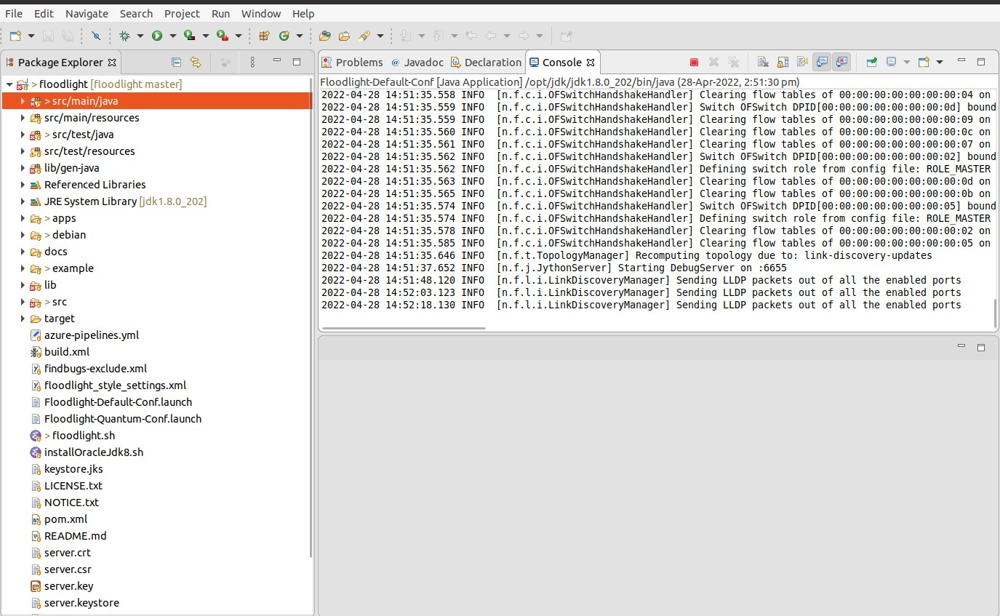 File Edit Navigate Search Project Run Window Help
Package Explorer
> floodlight [floodlight master]
> src/main/java
src/main/resources
> src/test/java
src/test/resources
lib/gen-java
Referenced Libraries
JRE System Library [jdk1.8.0_202]
> apps
> debian
docs
> example
lib
> src
target
azure-pipelines.yml
build.xml
findbugs-exclude.xml
floodlight_style_settings.xml
Floodlight-Default-Conf.launch
Floodlight-Quantum-Conf.launch
> floodlight.sh
installOracleJdk8.sh
keystore.jks
LICENSE.txt
NOTICE.txt
pom.xml
README.md
server.crt
server.csr
server.key
server.keystore
Problems @ Javadoc Declaration Console
Floodlight-Default-Conf [Java Application] /opt/jdk/jdk1.8.0_202/bin/java (28-Apr-2022, 2:51:30 pm)
2022-04-28 14:51:35.558 INFO [n.f.c.i.OFSwitchHandshakeHandler] Clearing flow tables of 00:00:00:00:00:00:00:04 on
2022-04-28 14:51:35.559 INFO [n.f.c.i.OFSwitchHandshakeHandler] Switch OFSwitch DPID[00:00:00:00:00:00:00:0d] bound
2022-04-28 14:51:35.559 INFO [n.f.c.i.OFSwitchHandshakeHandler] Clearing flow tables of 00:00:00:00:00:00:00:09 on
2022-04-28 14:51:35.560 INFO [n.f.c.i.OFSwitchHandshakeHandler] Clearing flow tables of 00:00:00:00:00:00:00:0c on
2022-04-28 14:51:35.561 INFO [n.f.c.i.OFSwitchHandshakeHandler] Clearing flow tables of 00:00:00:00:00:00:00:07 on
2022-04-28 14:51:35.562 INFO [n.f.c.i.OFSwitchHandshakeHandler] Switch OFSwitch DPID[00:00:00:00:00:00:00:02] bound
2022-04-28 14:51:35.562 INFO [n.f.c.i.OFSwitchHandshakeHandler] Defining switch role from config file: ROLE_MASTER
2022-04-28 14:51:35.563 INFO [n.f.c.i.OFSwitchHandshakeHandler] Clearing flow tables of 00:00:00:00:00:00:00:0d on
2022-04-28 14:51:35.565 INFO [n.f.c.i.OFSwitchHandshakeHandler] Clearing flow tables of 00:00:00:00:00:00:00:0b on
2022-04-28 14:51:35.574 INFO [n.f.c.i.OFSwitchHandshakeHandler] Switch OFSwitch DPID[00:00:00:00:00:00:00:05] bound
2022-04-28 14:51:35.574 INFO [n.f.c.i.OFSwitchHandshakeHandler] Defining switch role from config file: ROLE_MASTER
2022-04-28 14:51:35.578 INFO [n.f.c.i.OFSwitchHandshakeHandler] Clearing flow tables of 00:00:00:00:00:00:00:02 on
2022-04-28 14:51:35.585 INFO [n.f.c.i.OFSwitchHandshakeHandler] Clearing flow tables of 00:00:00:00:00:00:00:05 on
2022-04-28 14:51:35.646 INFO [n.f.t.TopologyManager] Recomputing topology due to: link-discovery-updates
2022-04-28 14:51:37.652 INFO [n.f.j.JythonServer] Starting DebugServer on :6655
2022-04-28 14:51:48.120 INFO [n.f.l.i.LinkDiscoveryManager] Sending LLDP packets out of all the enabled ports
2022-04-28 14:52:03.123 INFO [n.f.l.i.LinkDiscoveryManager] Sending LLDP packets out of all the enabled ports
2022-04-28 14:52:18.130 INFO [n.f.l.i.LinkDiscoveryManager] Sending LLDP packets out of all the enabled ports